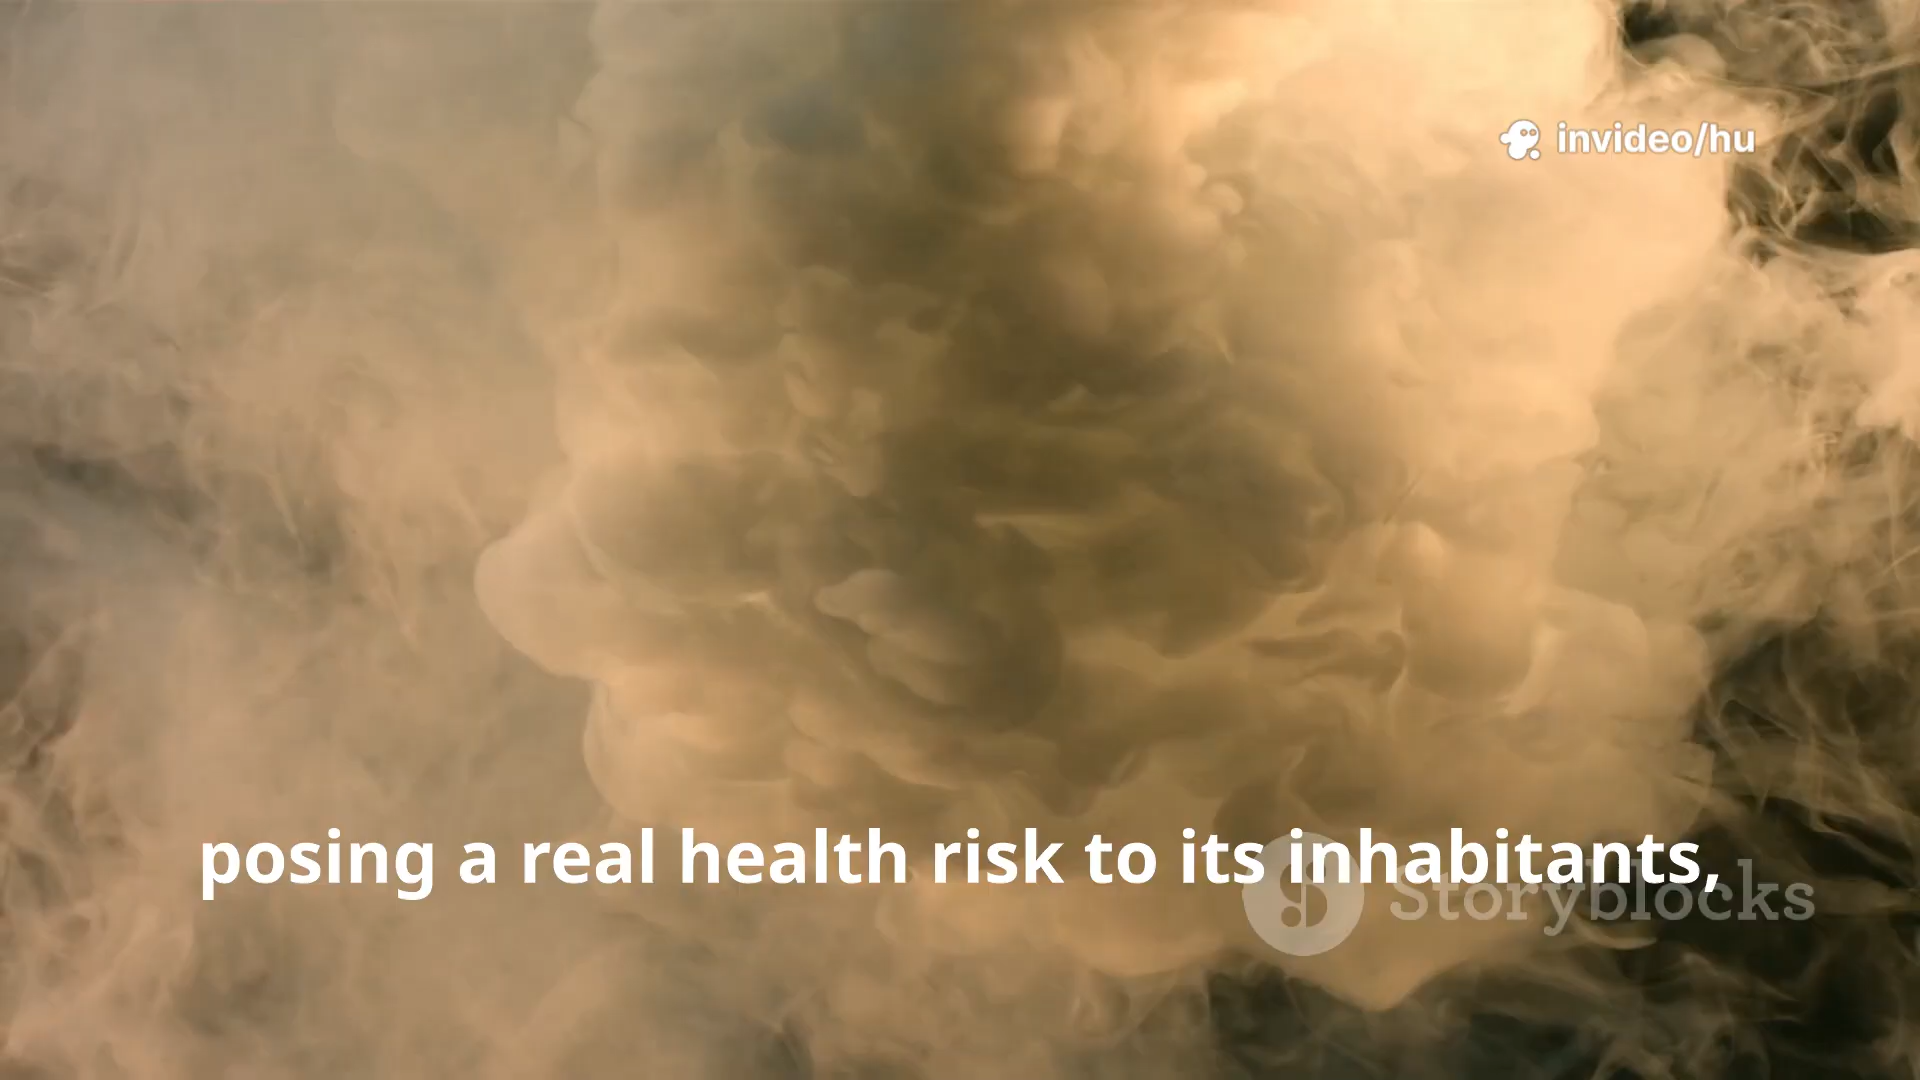 invideo/hu
posing a real health risk to its inhabitants,
Storyblocks